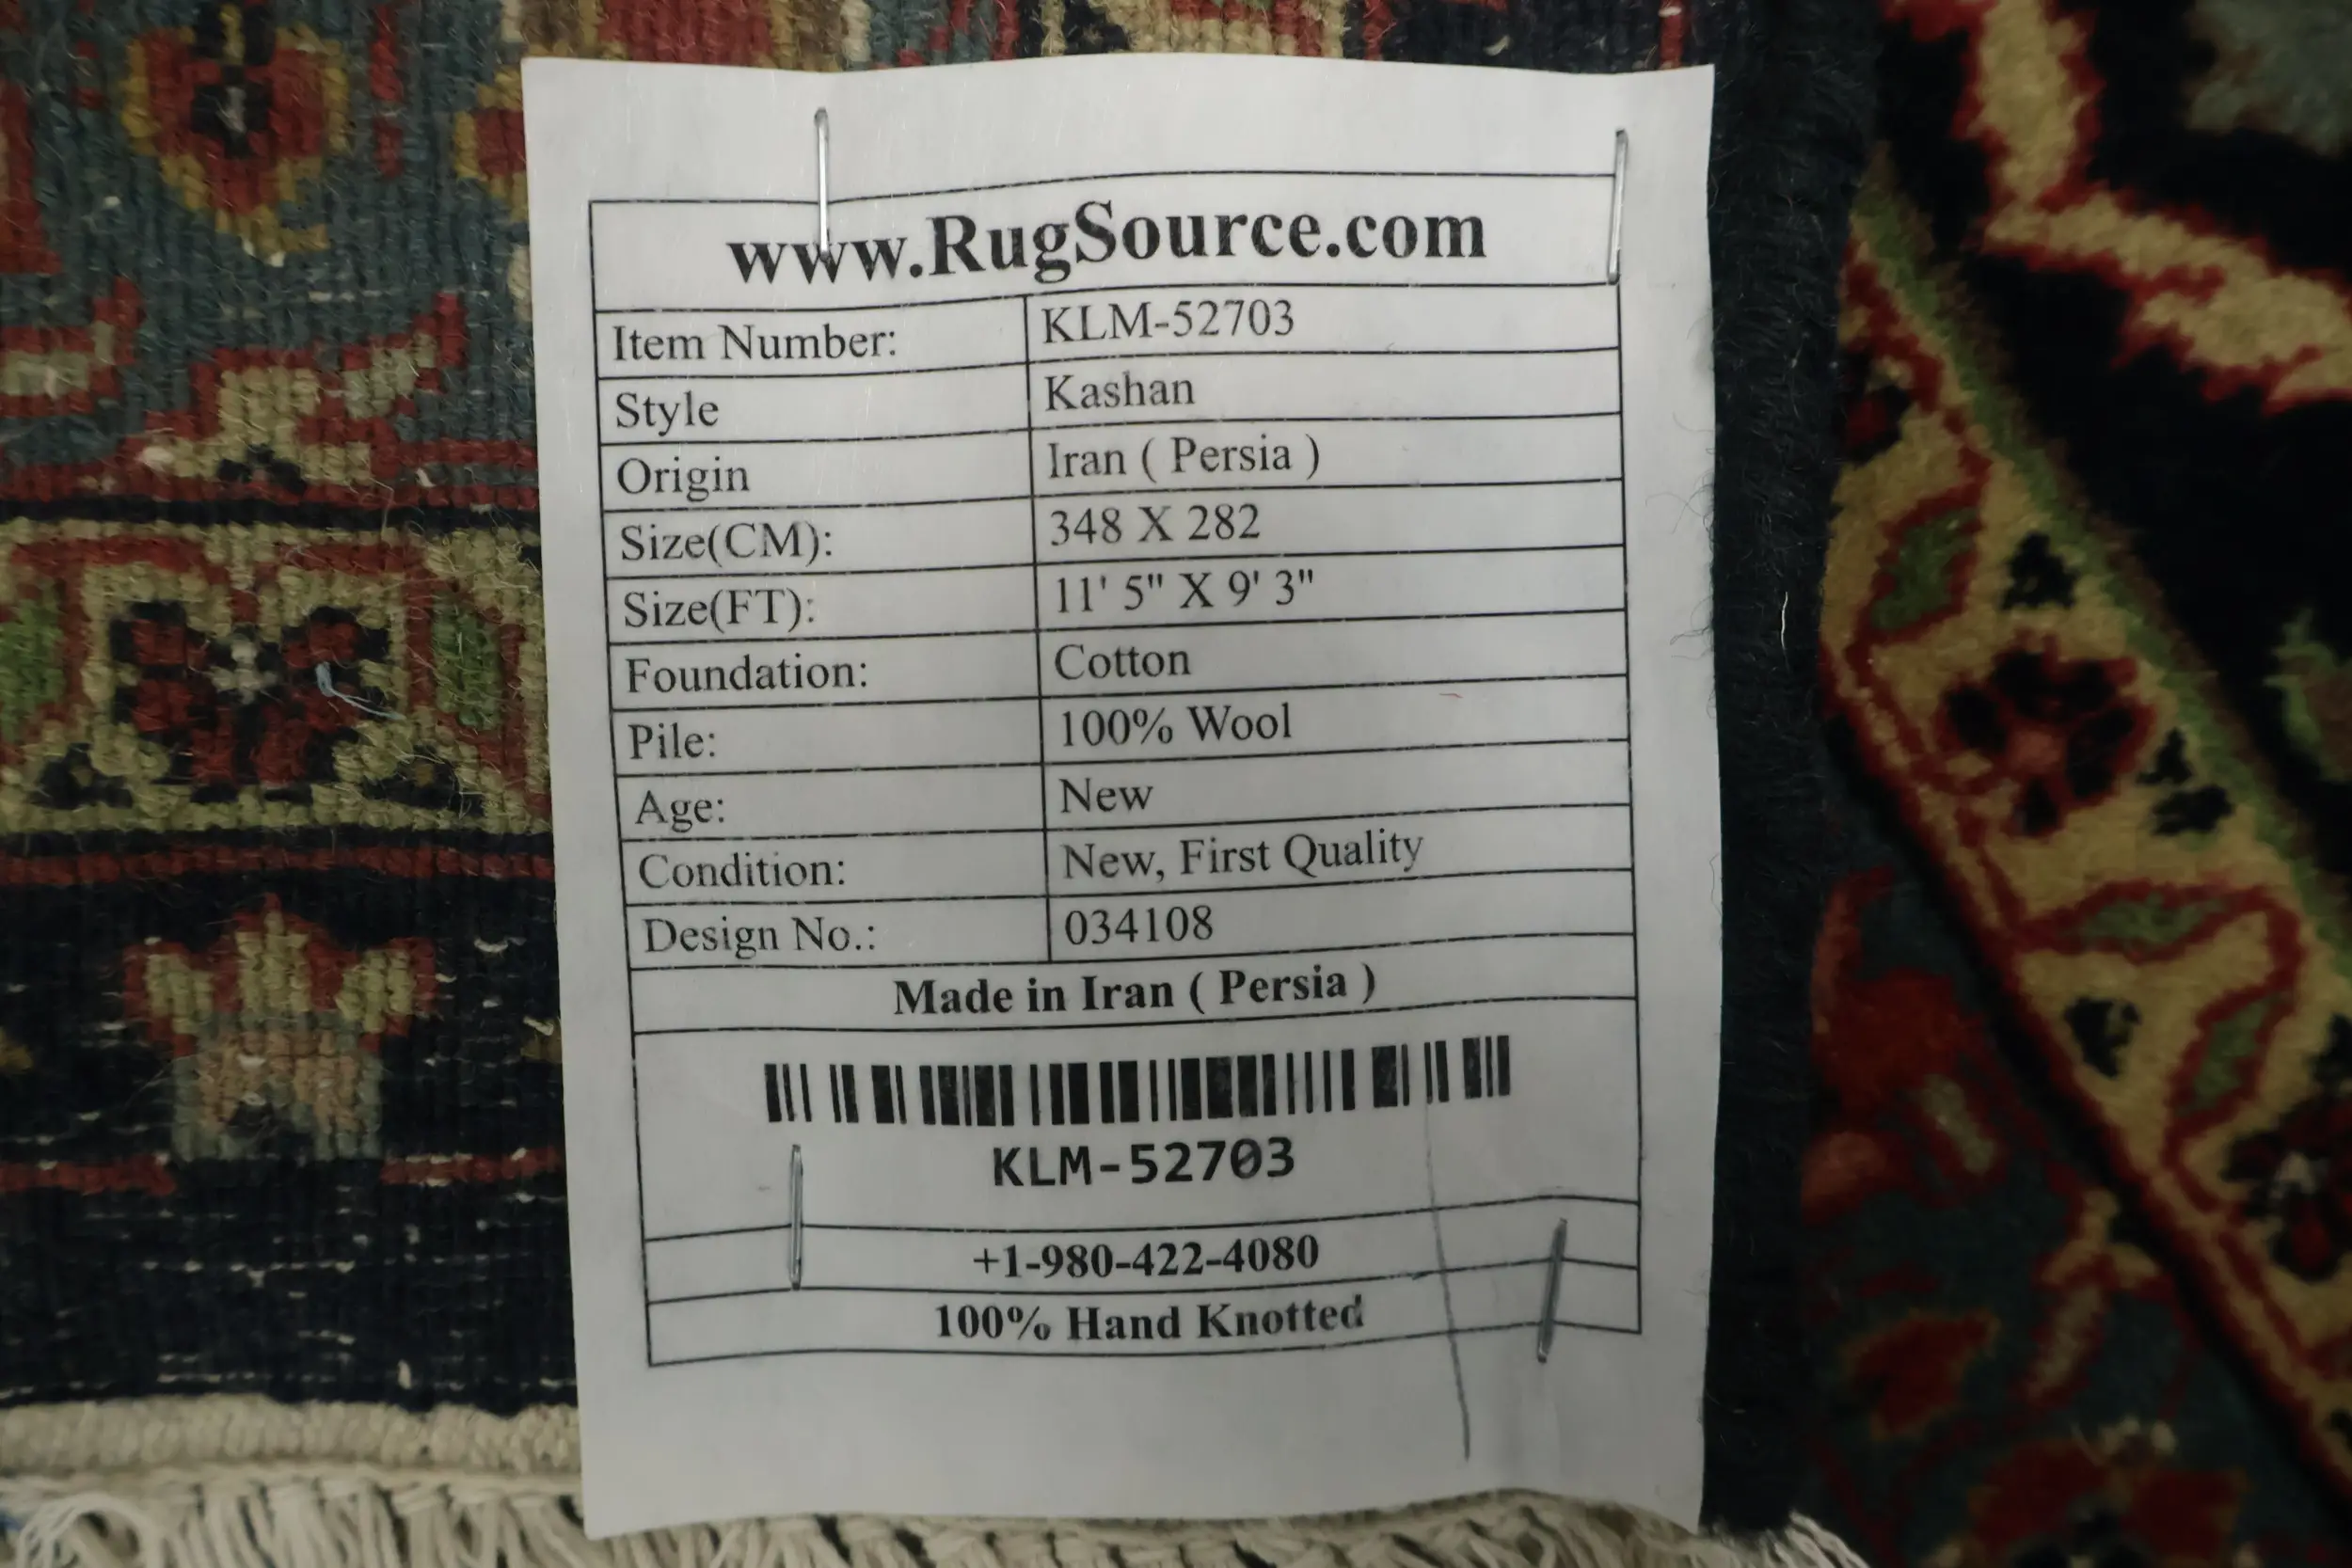 www.RugSource.com
Item Number: KLM-52703
Style Kashan
Origin Iran ( Persia )
Size(CM): 348 X 282
Size(FT): 11' 5" X 9' 3"
Foundation: Cotton
Pile: 100% Wool
Age: New
Condition: New, First Quality
Design No.: 034108
Made in Iran ( Persia )
KLM-52703
+1-980-422-4080
100% Hand Knotted